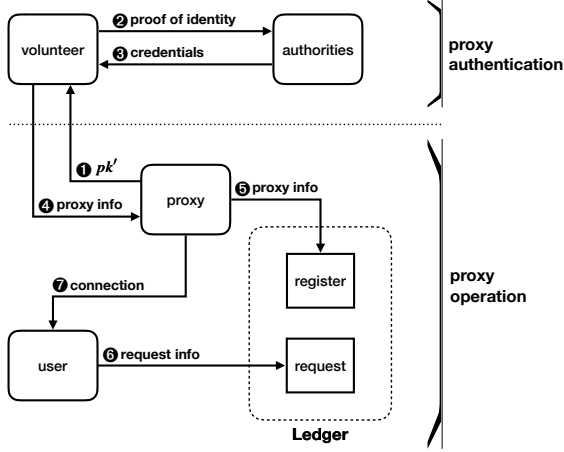 ❷ proof of identity
volunteer
authorities
❸ credentials
proxy
authentication
❶ pk′
❹ proxy info
proxy
❺ proxy info
register
❼ connection
proxy
operation
user
❻ request info
request
Ledger